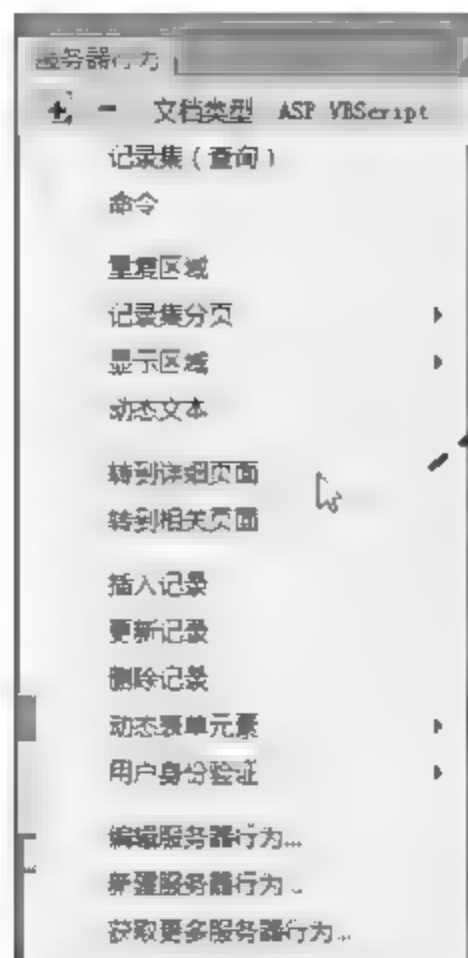 服务器行为
文档类型 ASP VBScript
记录集(查询)
命令
重复区域
记录集分页
显示区域
动态文本
转到详细页面
转到相关页面
插入记录
更新记录
删除记录
动态表单元素
用户身份验证
编辑服务器行为...
新建服务器行为...
获取更多服务器行为...